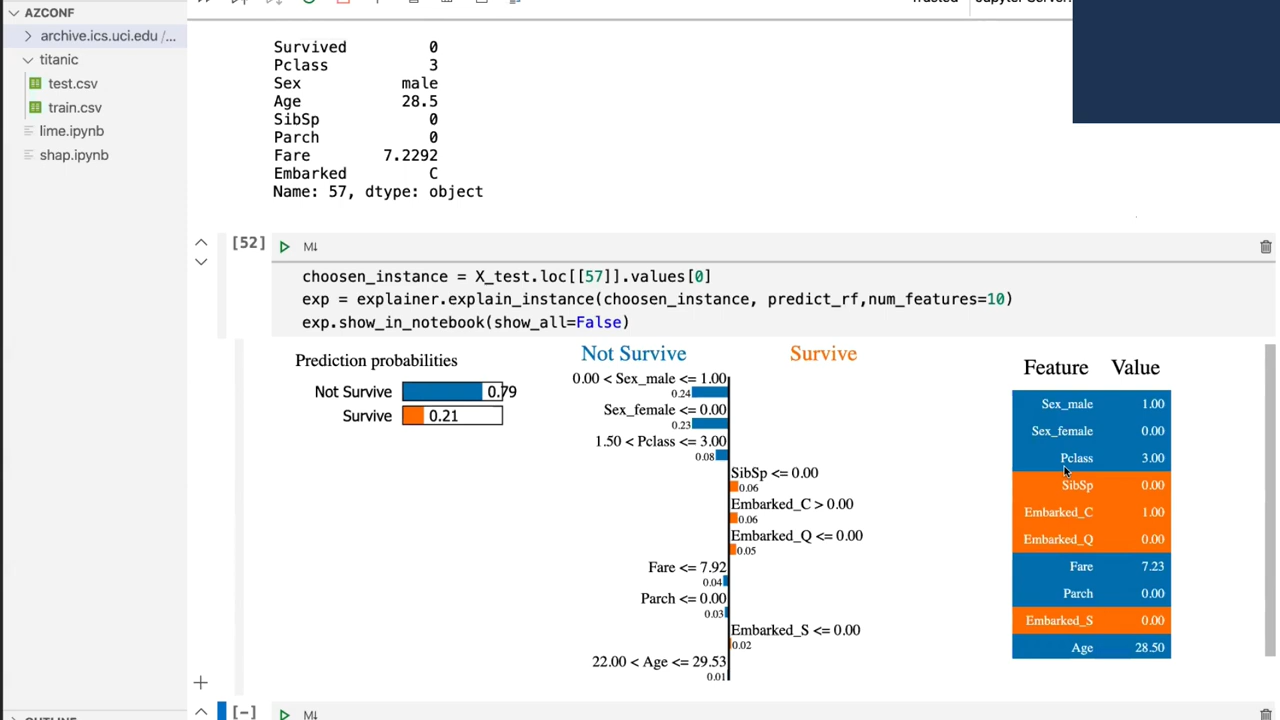 AZCONF
archive.ics.uci.edu /...
titanic
test.csv
train.csv
lime.ipynb
shap.ipynb
Survived 0
Pclass 3
Sex male
Age 28.5
SibSp 0
Parch 0
Fare 7.2292
Embarked C
Name: 57, dtype: object
[52]
M↓
choosen_instance = X_test.loc[[57]].values[0]
exp = explainer.explain_instance(choosen_instance, predict_rf,num_features=10)
exp.show_in_notebook(show_all=False)
Prediction probabilities
Not Survive 0.79
Survive 0.21
Not Survive Survive
0.00 < Sex_male <= 1.00
0.24
Sex_female <= 0.00
0.23
1.50 < Pclass <= 3.00
0.08
SibSp <= 0.00
0.06
Embarked_C > 0.00
0.06
Embarked_Q <= 0.00
0.05
Fare <= 7.92
0.04
Parch <= 0.00
0.03
Embarked_S <= 0.00
0.02
22.00 < Age <= 29.53
0.01
Feature Value
Sex_male 1.00
Sex_female 0.00
Pclass 3.00
SibSp 0.00
Embarked_C 1.00
Embarked_Q 0.00
Fare 7.23
Parch 0.00
Embarked_S 0.00
Age 28.50
[-]
M↓